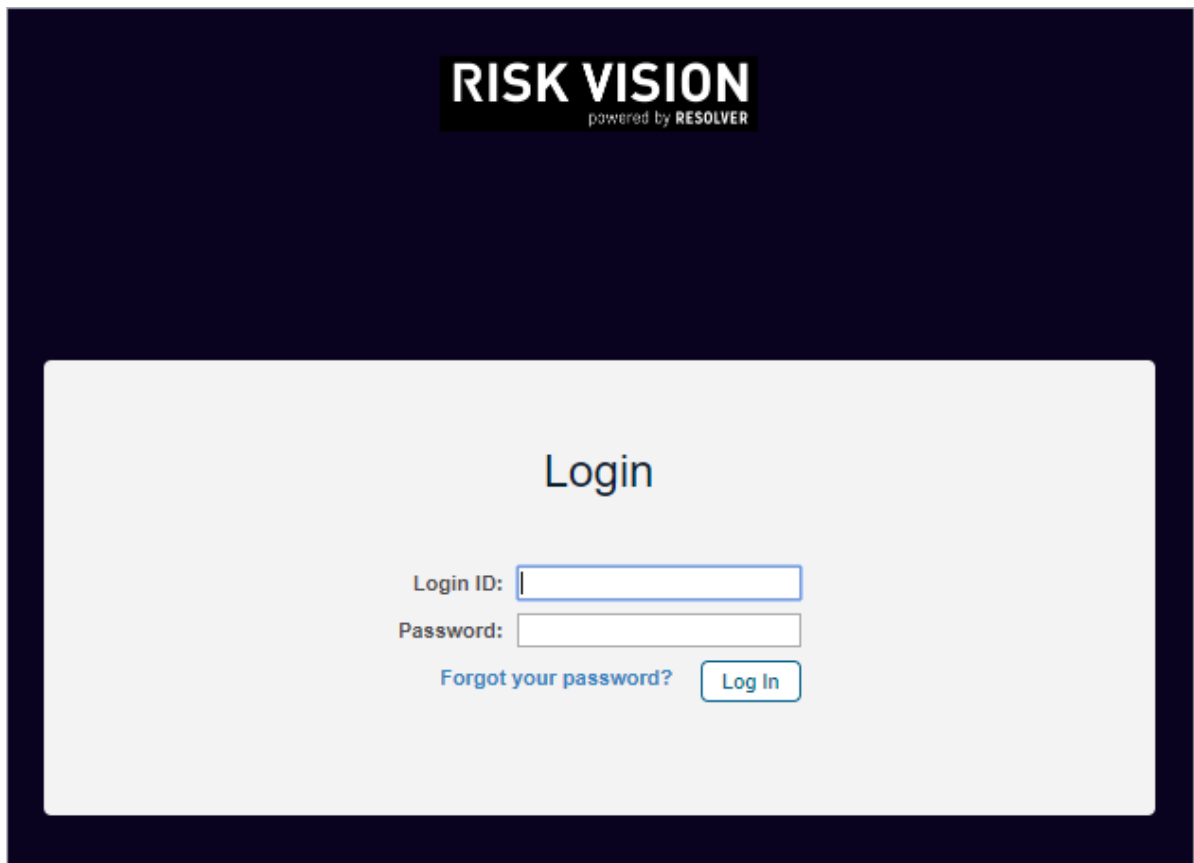 RISK VISION
powered by RESOLVER
Login
Login ID:
Password:
Forgot your password? Log In